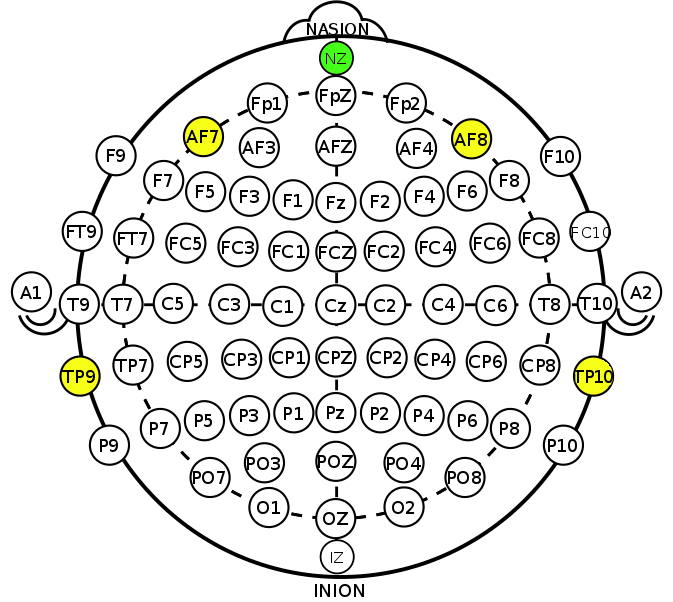 NASION
NZ
Fp1 FpZ Fp2
AF7 AF3 AFZ AF4 AF8
F9 F10
F7 F5 F3 F1 Fz F2 F4 F6 F8
FT9 FT7 FC5 FC3 FC1 FCZ FC2 FC4 FC6 FC8 FC10
A1 T9 T7 C5 C3 C1 Cz C2 C4 C6 T8 T10 A2
TP9 TP7 CP5 CP3 CP1 CPZ CP2 CP4 CP6 CP8 TP10
P9 P7 P5 P3 P1 Pz P2 P4 P6 P8 P10
PO7 PO3 POZ PO4 PO8
O1 OZ O2
IZ
INION